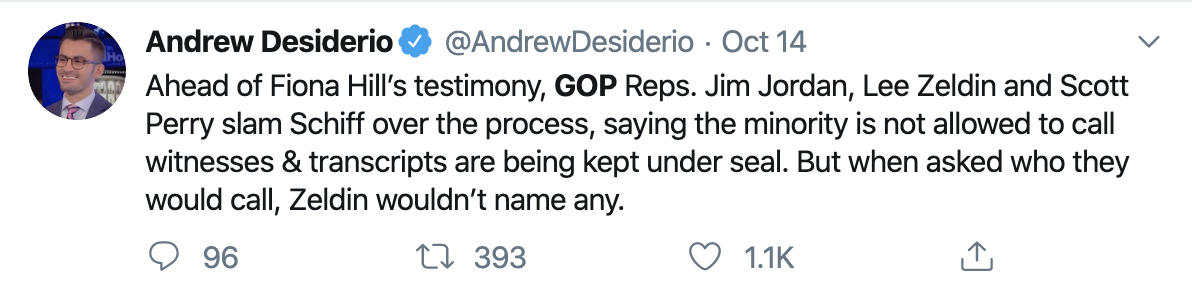 Andrew Desiderio @AndrewDesiderio · Oct 14
Ahead of Fiona Hill’s testimony, GOP Reps. Jim Jordan, Lee Zeldin and Scott
Perry slam Schiff over the process, saying the minority is not allowed to call
witnesses & transcripts are being kept under seal. But when asked who they
would call, Zeldin wouldn’t name any.
96 393 1.1K